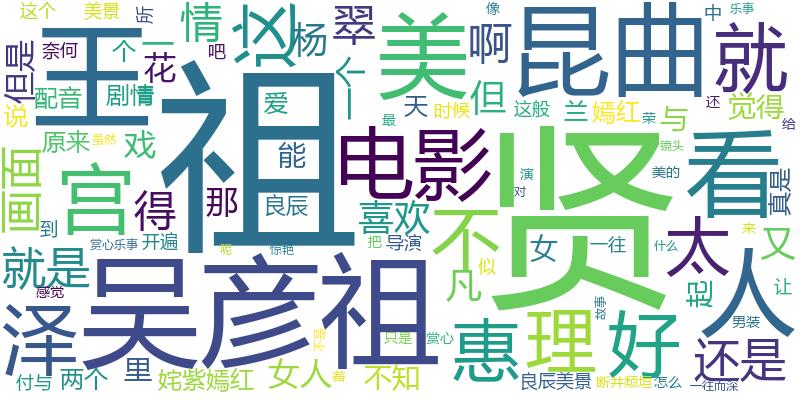 这个 美景 所 情 这 杨 翠 美 像 啊 昆曲 中 乐事 就
但是 奈何 王 个 一 吧
花 个人 但 天 时候 这般 兰 嫣红 荣 与 还 觉得 给
配音 剧情 祖 爱
说 原来 虽然 戏 最 电影 贤 看 镜头 真是
画面 宫 得 那 能 良辰 喜欢 不 演 对 美的
到 赏心乐事 开遍 呢 惊艳 把 导演 凡 似 女 一往 什么 太 又 来
就是 感觉 吴彦祖 起 让 人
泽 不是 只是 赏心 惠 理 好 故事 男装
里 还是
付与 两个 姹紫嫣红 女人 着 不知 良辰美景 断井颓垣 怎么 一往而深